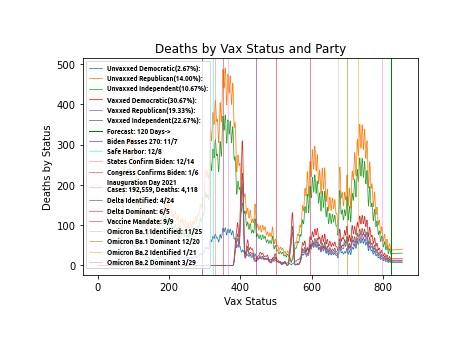 Deaths by Vax Status and Party
Deaths by Status
500
400
300
200
100
0
Unvaxxed Democratic(2.67%):
Unvaxxed Republican(14.00%):
Unvaxxed Independent(10.67%):
Vaxxed Democratic(30.67%):
Vaxxed Republican(19.33%):
Vaxxed Independent(22.67%):
Forecast: 120 Days->
Biden Passes 270: 11/7
Safe Harbor: 12/8
States Confirm Biden: 12/14
Congress Confirms Biden: 1/6
Inauguration Day 2021
Cases: 192,559, Deaths: 4,118
Delta Identified: 4/24
Delta Dominant: 6/5
Vaccine Mandate: 9/9
Omicron Ba.1 Identified 11/25
Omicron Ba.1 Dominant 12/20
Omicron Ba.2 Identified 1/21
Omicron Ba.2 Dominant 3/29
0 200 400 600 800
Vax Status